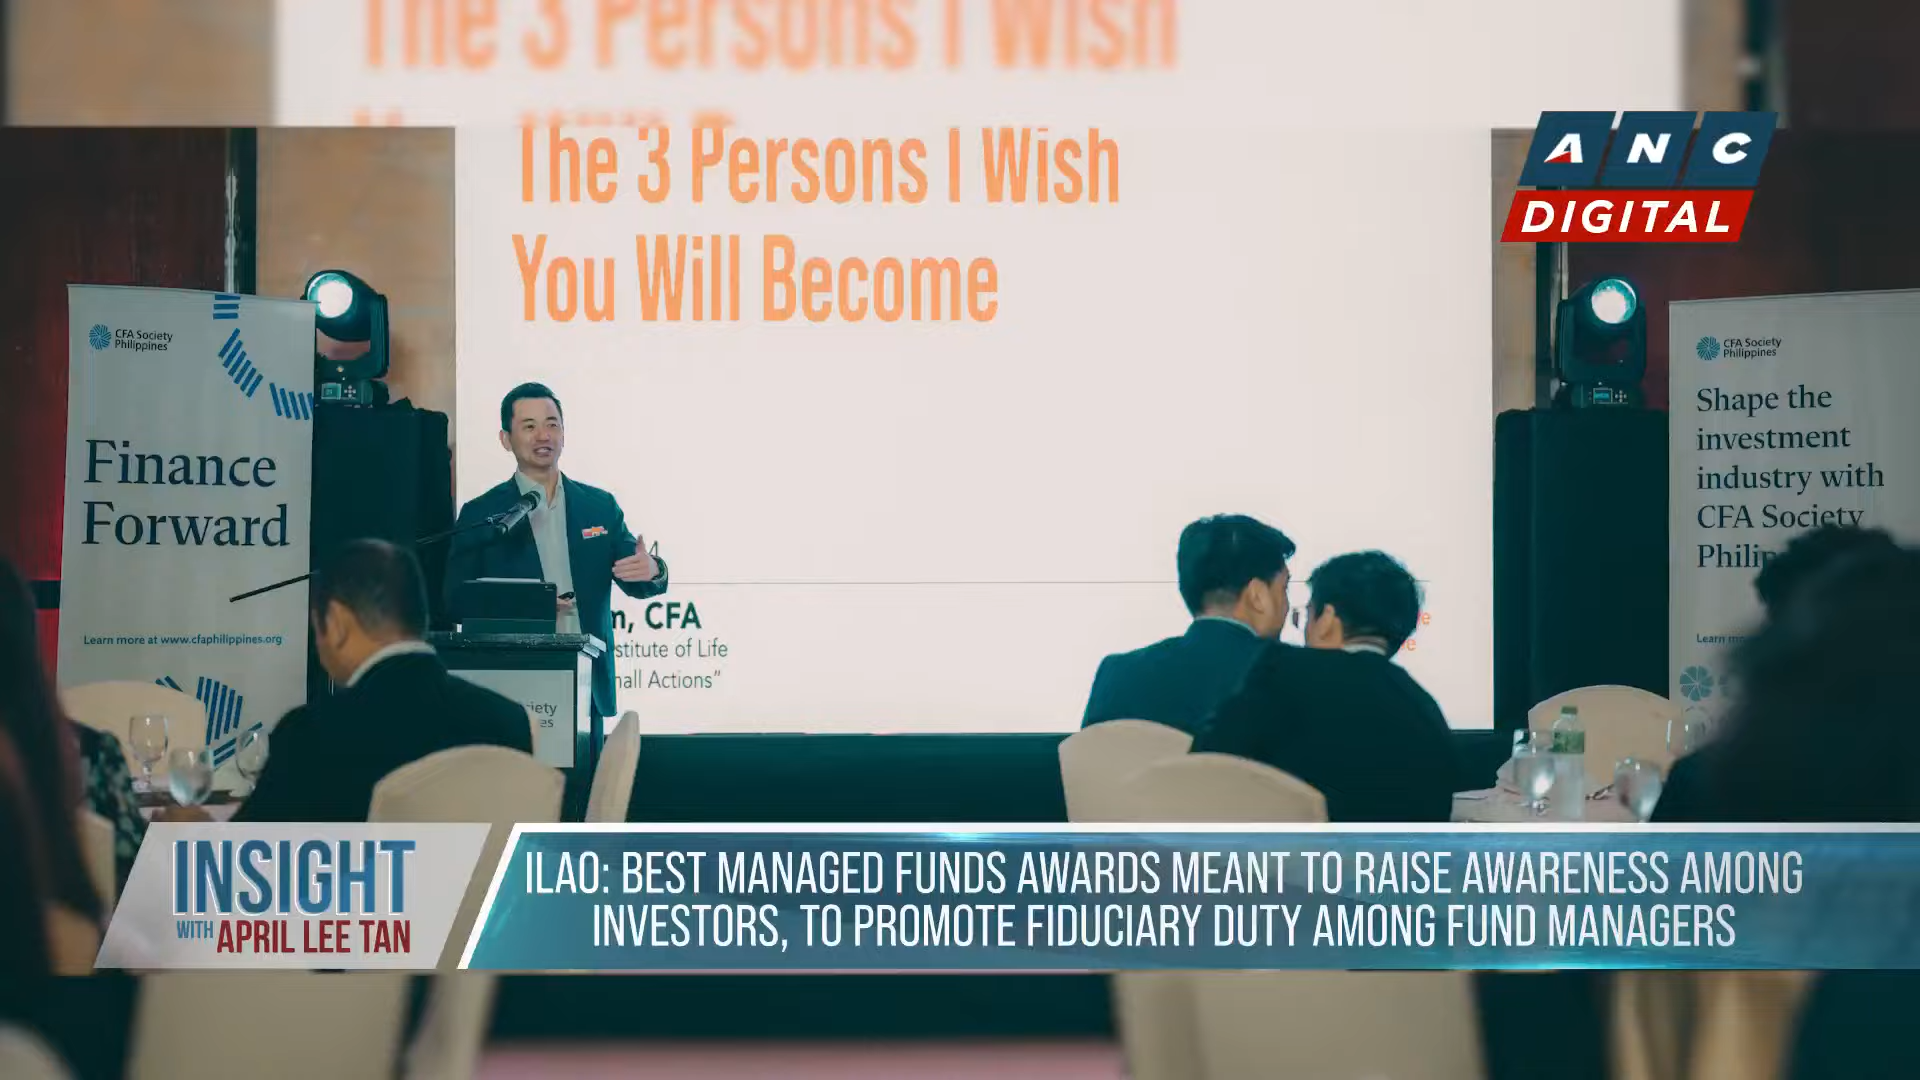 The 3 Persons I Wish
The 3 Persons I Wish
You Will Become
ANC
DIGITAL
CFA Society
Philippines
Finance
Forward
Learn more at www.cfaphilippines.org
CFA Society
Philippines
Shape the
investment
industry with
CFA Society
Learn
4
CFA
of Life
Actions”
INSIGHT
WITH APRIL LEE TAN
ILAO: BEST MANAGED FUNDS AWARDS MEANT TO RAISE AWARENESS AMONG
INVESTORS, TO PROMOTE FIDUCIARY DUTY AMONG FUND MANAGERS